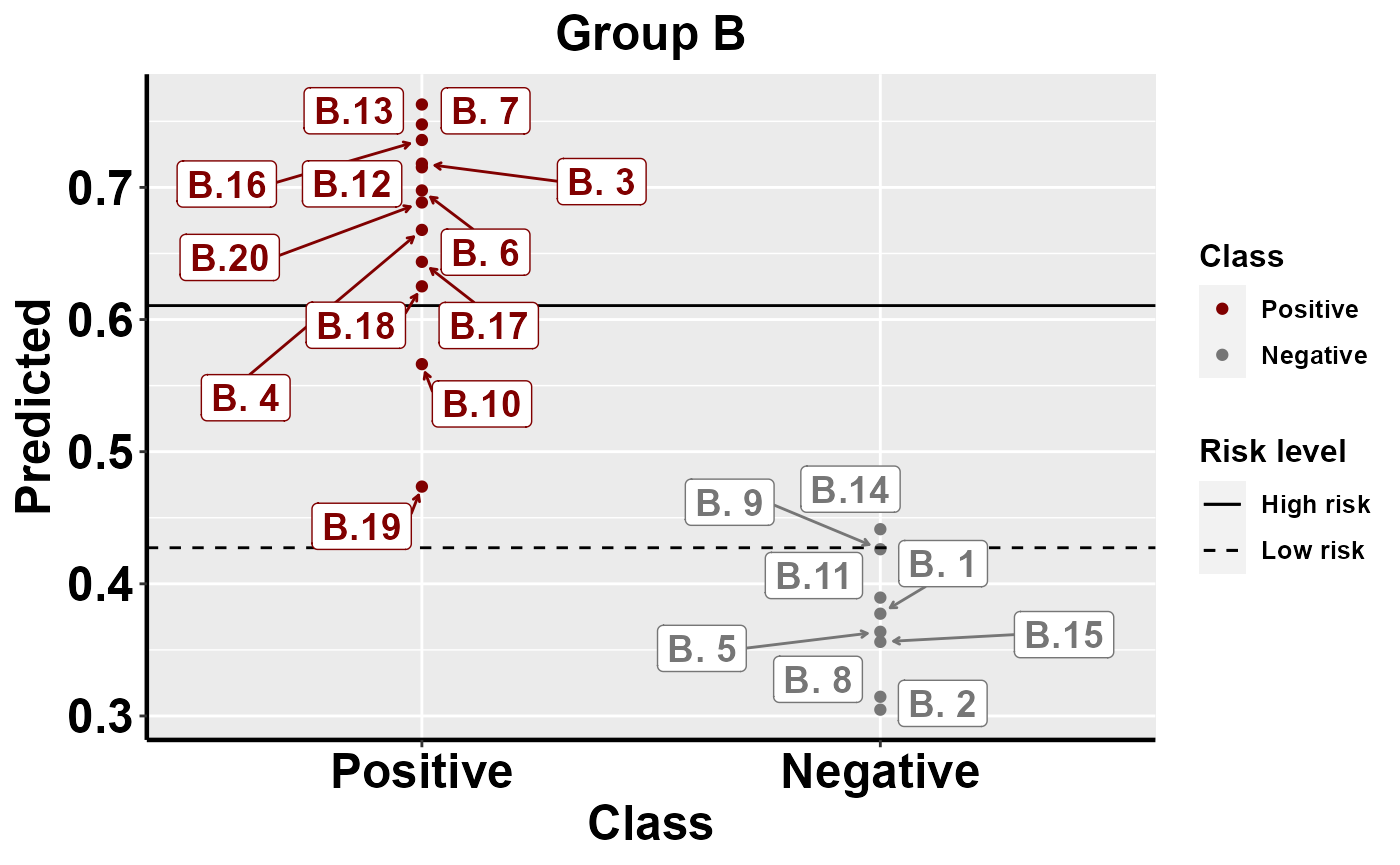 Group B
Predicted
0.7
0.6
0.5
0.4
0.3
B.13
B. 7
B.16
B.12
B. 3
B.20
B. 6
B.18
B.17
B. 4
B.10
B.19
B. 9
B.14
B.11
B. 1
B. 5
B.15
B. 8
B. 2
Positive
Negative
Class
Class
Positive
Negative
Risk level
High risk
Low risk